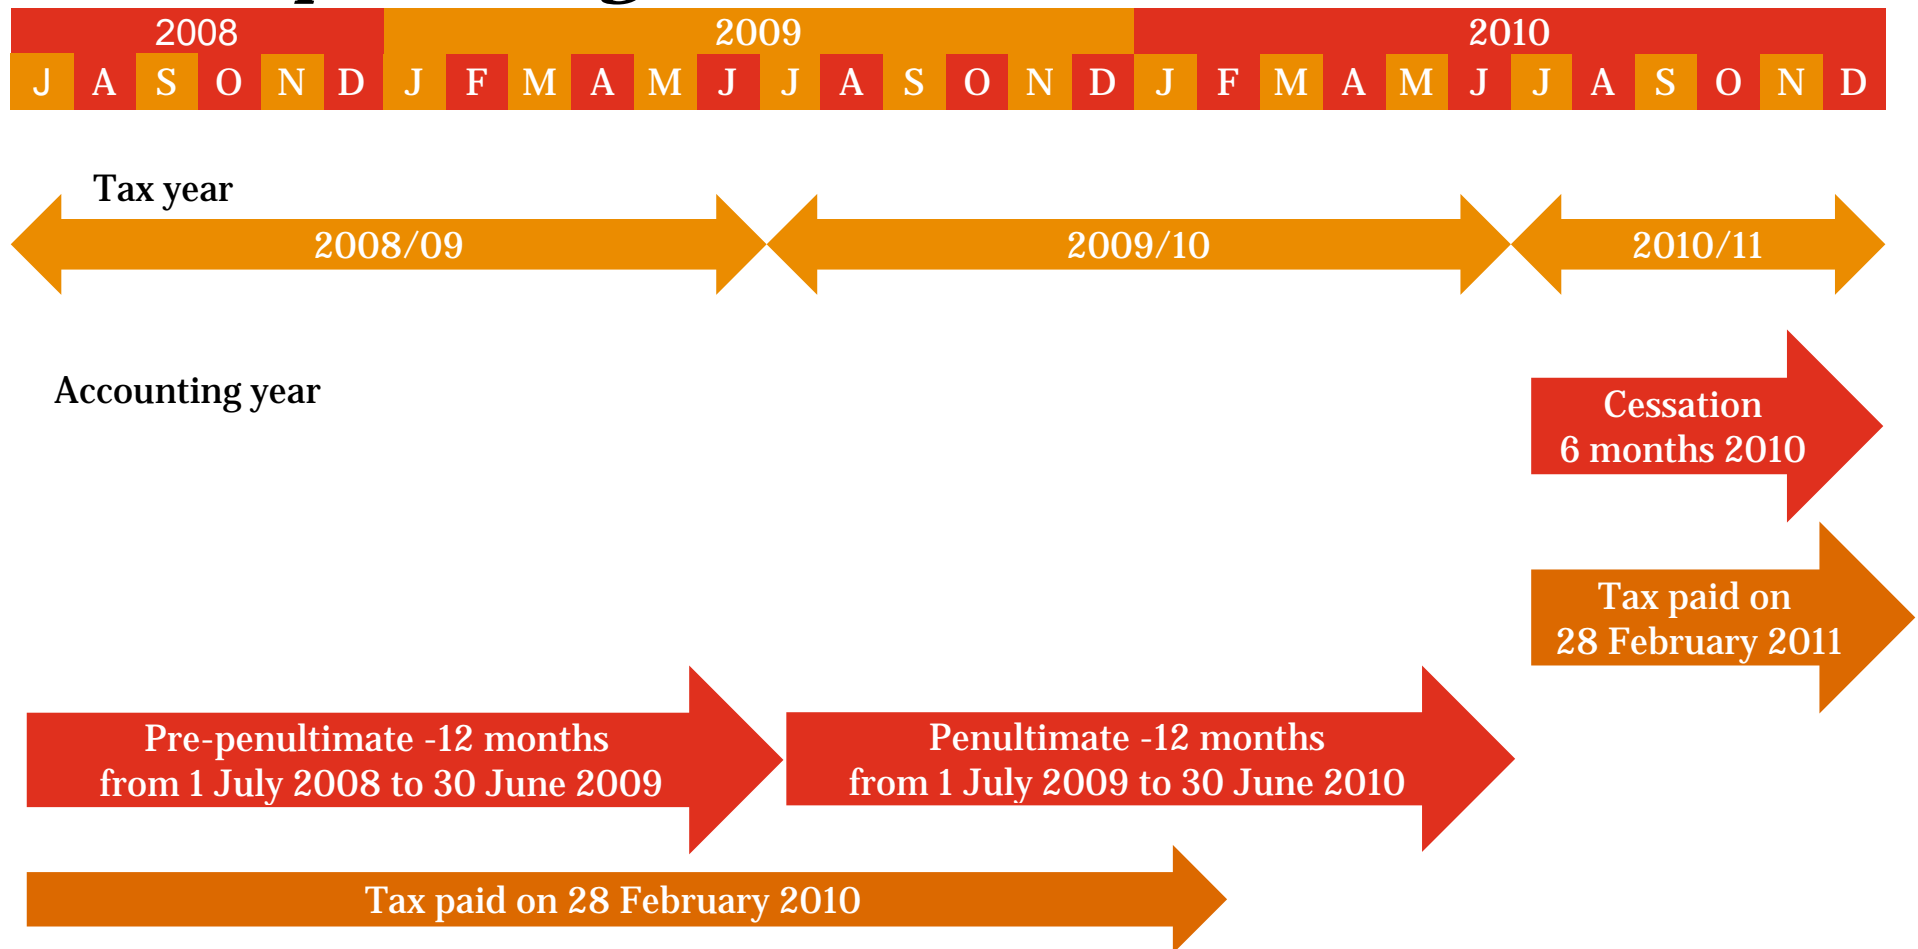 2008 2009 2010
J A S O N D J F M A M J J A S O N D J F M A M J J A S O N D
Tax year
2008/09 2009/10 2010/11
Accounting year
Cessation
6 months 2010
Tax paid on
28 February 2011
Pre-penultimate -12 months
from 1 July 2008 to 30 June 2009
Penultimate -12 months
from 1 July 2009 to 30 June 2010
Tax paid on 28 February 2010